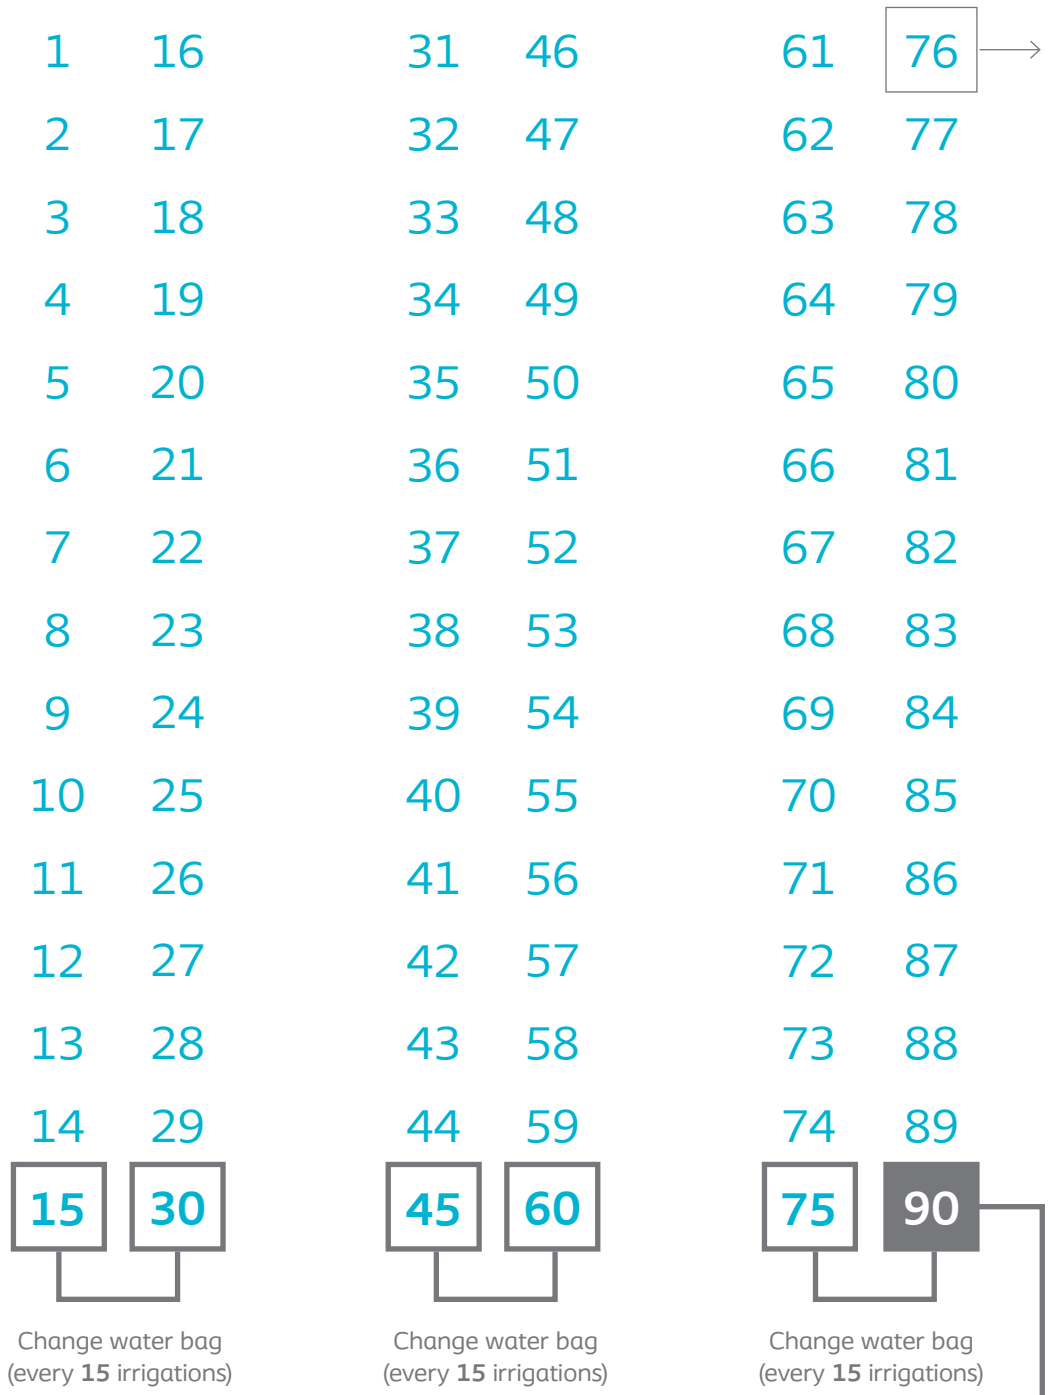 1 16 31 46 61 76
2 17 32 47 62 77
3 18 33 48 63 78
4 19 34 49 64 79
5 20 35 50 65 80
6 21 36 51 66 81
7 22 37 52 67 82
8 23 38 53 68 83
9 24 39 54 69 84
10 25 40 55 70 85
11 26 41 56 71 86
12 27 42 57 72 87
13 28 43 58 73 88
14 29 44 59 74 89
15 30 45 60 75 90
Change water bag
(every 15 irrigations)
Change water bag
(every 15 irrigations)
Change water bag
(every 15 irrigations)